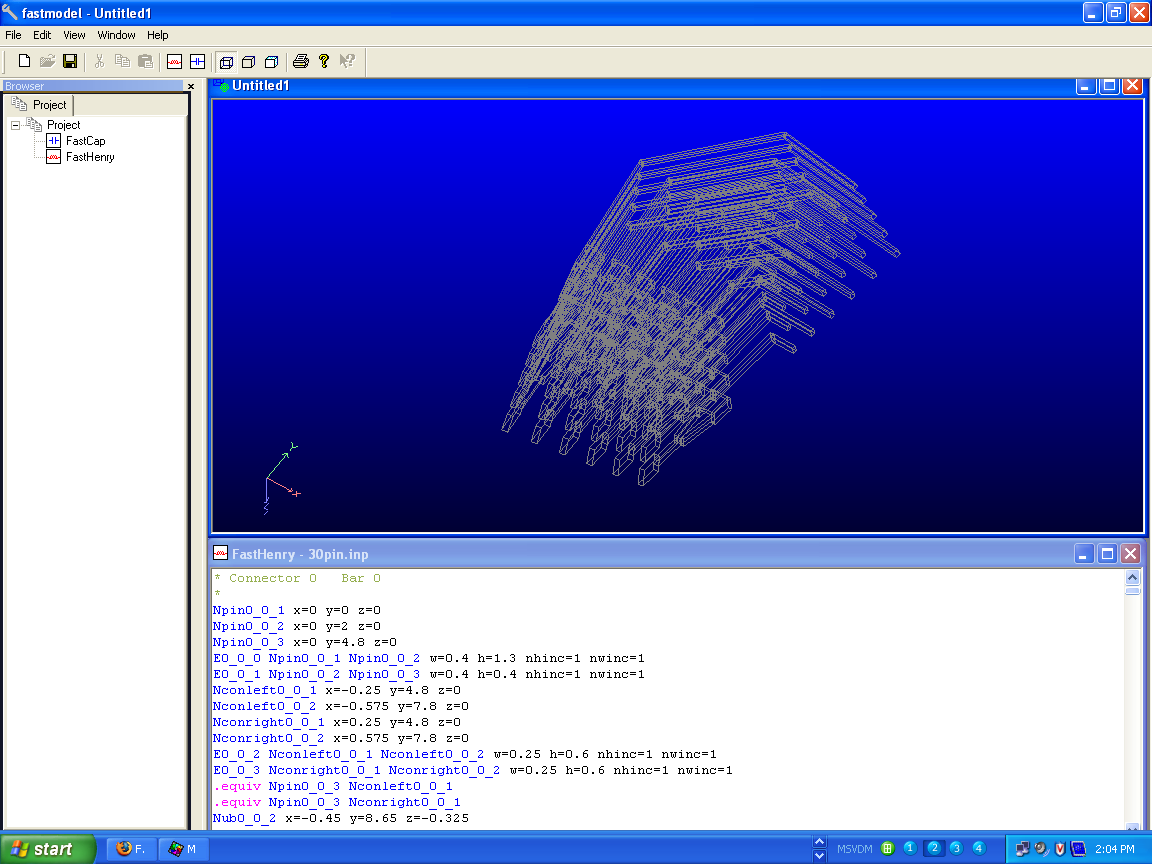 fastmodel - Untitled1
File Edit View Window Help
Browser
Untitled1
Project
Project
FastCap
FastHenry
Y
X
Z
FastHenry - 30pin.inp
* Connector 0   Bar 0
*
Npin0_0_1 x=0 y=0 z=0
Npin0_0_2 x=0 y=2 z=0
Npin0_0_3 x=0 y=4.8 z=0
E0_0_0 Npin0_0_1 Npin0_0_2 w=0.4 h=1.3 nhinc=1 nwinc=1
E0_0_1 Npin0_0_2 Npin0_0_3 w=0.4 h=0.4 nhinc=1 nwinc=1
Nconleft0_0_1 x=-0.25 y=4.8 z=0
Nconleft0_0_2 x=-0.575 y=7.8 z=0
Nconright0_0_1 x=0.25 y=4.8 z=0
Nconright0_0_2 x=0.575 y=7.8 z=0
E0_0_2 Nconleft0_0_1 Nconleft0_0_2 w=0.25 h=0.6 nhinc=1 nwinc=1
E0_0_3 Nconright0_0_1 Nconright0_0_2 w=0.25 h=0.6 nhinc=1 nwinc=1
.equiv Npin0_0_3 Nconleft0_0_1
.equiv Npin0_0_3 Nconright0_0_1
Nub0_0_2 x=-0.45 y=8.65 z=-0.325
start F. M MSVDM 1 2 3 4 2:04 PM